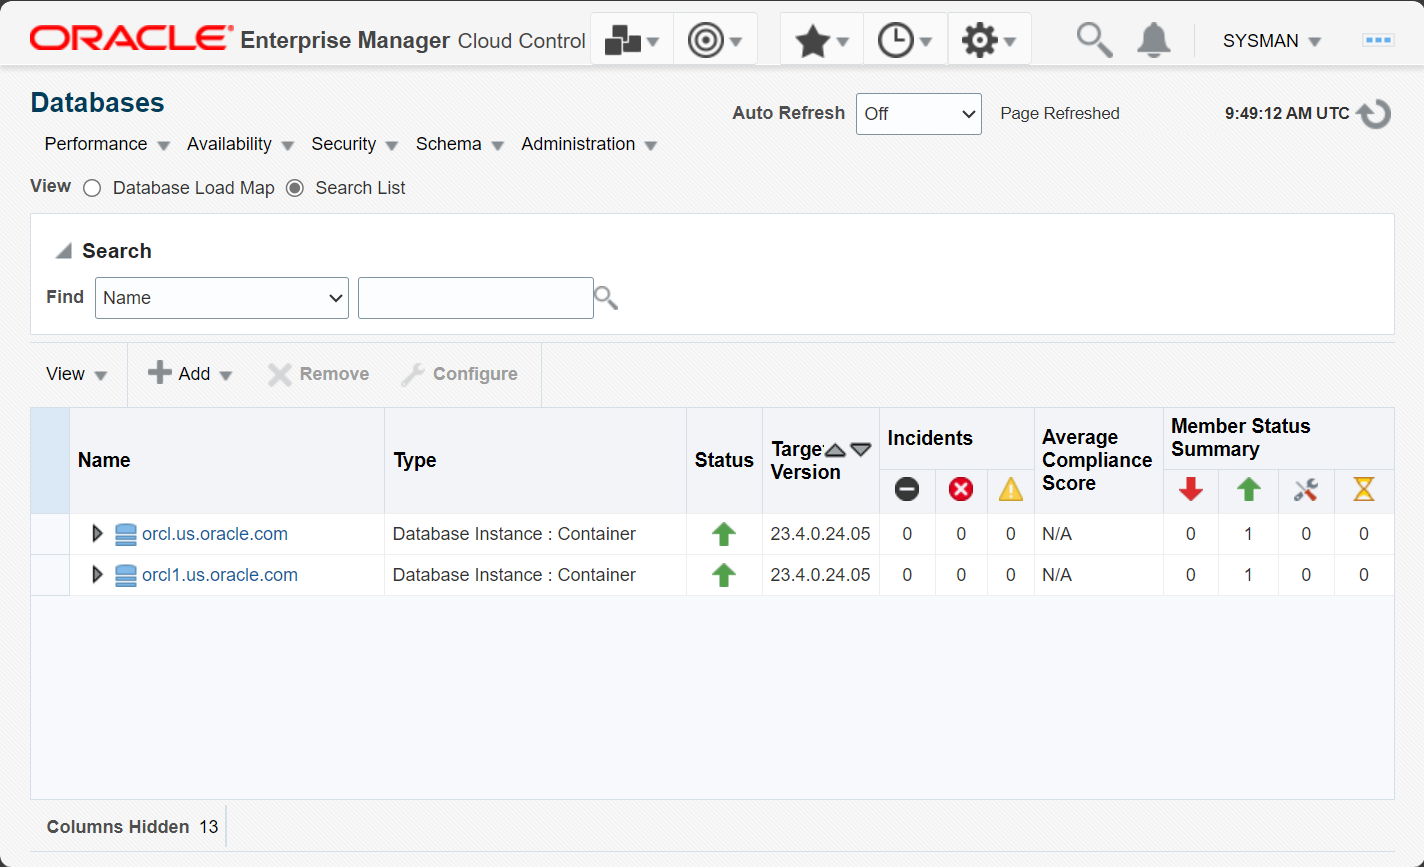 ORACLE® Enterprise Manager Cloud Control SYSMAN
Databases
Auto Refresh Off Page Refreshed 9:49:12 AM UTC
Performance Availability Security Schema Administration
View Database Load Map Search List
Search
Find Name
View Add Remove Configure
Name Type Status Target Version Incidents Average Compliance Score Member Status Summary
orcl.us.oracle.com Database Instance : Container 23.4.0.24.05 0 0 0 N/A 0 1 0 0
orcl1.us.oracle.com Database Instance : Container 23.4.0.24.05 0 0 0 N/A 0 1 0 0
Columns Hidden 13